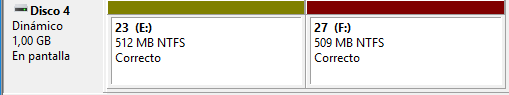 Disco 4
Dinámico
1,00 GB
En pantalla
23 (E:)
512 MB NTFS
Correcto
27 (F:)
509 MB NTFS
Correcto